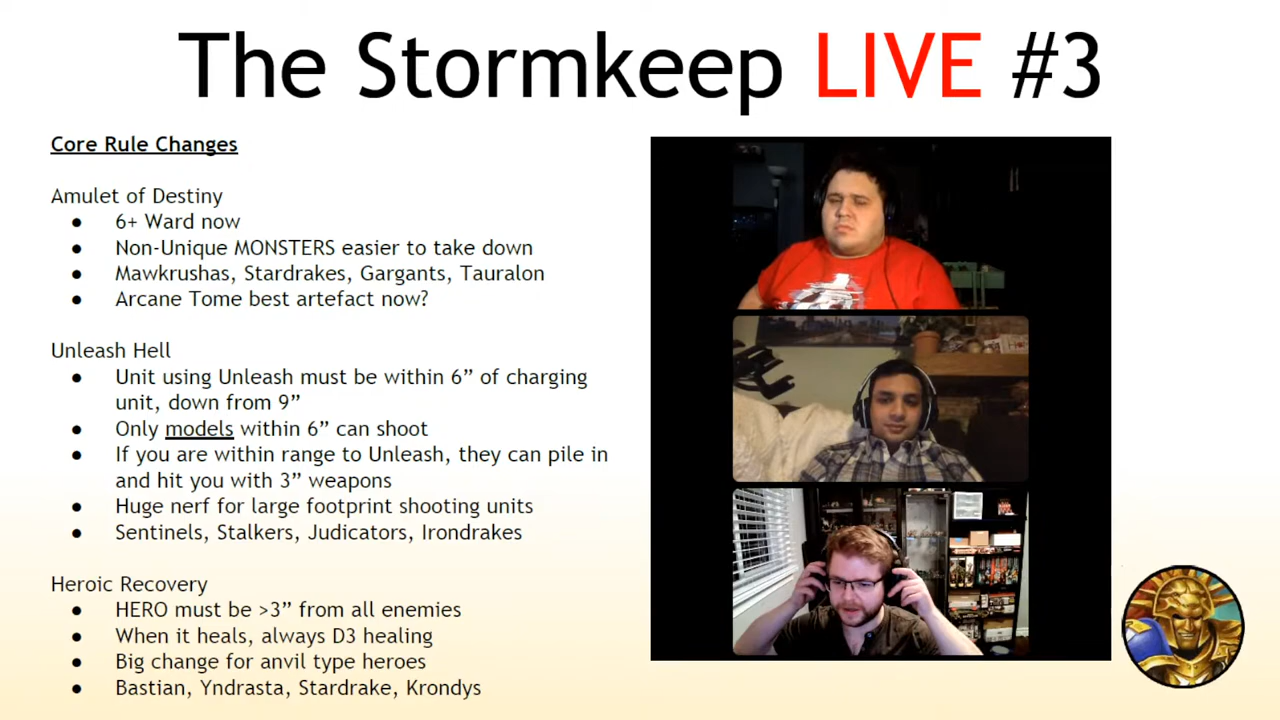 The Stormkeep LIVE #3
Core Rule Changes
Amulet of Destiny
● 6+ Ward now
● Non-Unique MONSTERS easier to take down
● Mawkrushas, Stardrakes, Gargants, Tauralon
● Arcane Tome best artefact now?
Unleash Hell
● Unit using Unleash must be within 6” of charging
unit, down from 9”
● Only models within 6” can shoot
● If you are within range to Unleash, they can pile in
and hit you with 3” weapons
● Huge nerf for large footprint shooting units
● Sentinels, Stalkers, Judicators, Irondrakes
Heroic Recovery
● HERO must be >3” from all enemies
● When it heals, always D3 healing
● Big change for anvil type heroes
● Bastian, Yndrasta, Stardrake, Krondys